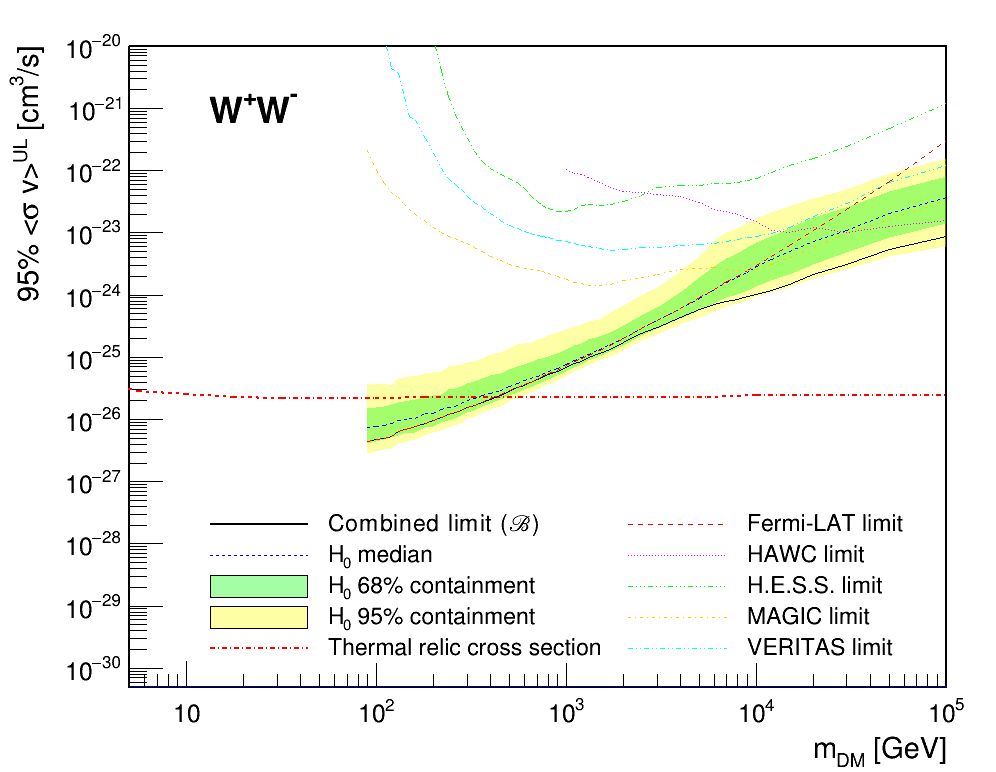 W⁺W⁻
95% <σ v>^UL [cm³/s]
10⁻²⁰
10⁻²¹
10⁻²²
10⁻²³
10⁻²⁴
10⁻²⁵
10⁻²⁶
10⁻²⁷
10⁻²⁸
10⁻²⁹
10⁻³⁰
Combined limit (ℬ)
H₀ median
H₀ 68% containment
H₀ 95% containment
Thermal relic cross section
Fermi-LAT limit
HAWC limit
H.E.S.S. limit
MAGIC limit
VERITAS limit
10 10² 10³ 10⁴ 10⁵
m_DM [GeV]